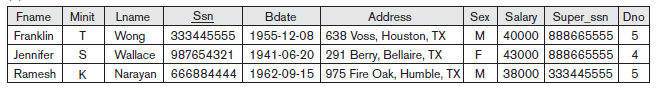 Fname Minit Lname Ssn Bdate Address Sex Salary Super_ssn Dno
Franklin T Wong 333445555 1955-12-08 638 Voss, Houston, TX M 40000 888665555 5
Jennifer S Wallace 987654321 1941-06-20 291 Berry, Bellaire, TX F 43000 888665555 4
Ramesh K Narayan 666884444 1962-09-15 975 Fire Oak, Humble, TX M 38000 333445555 5